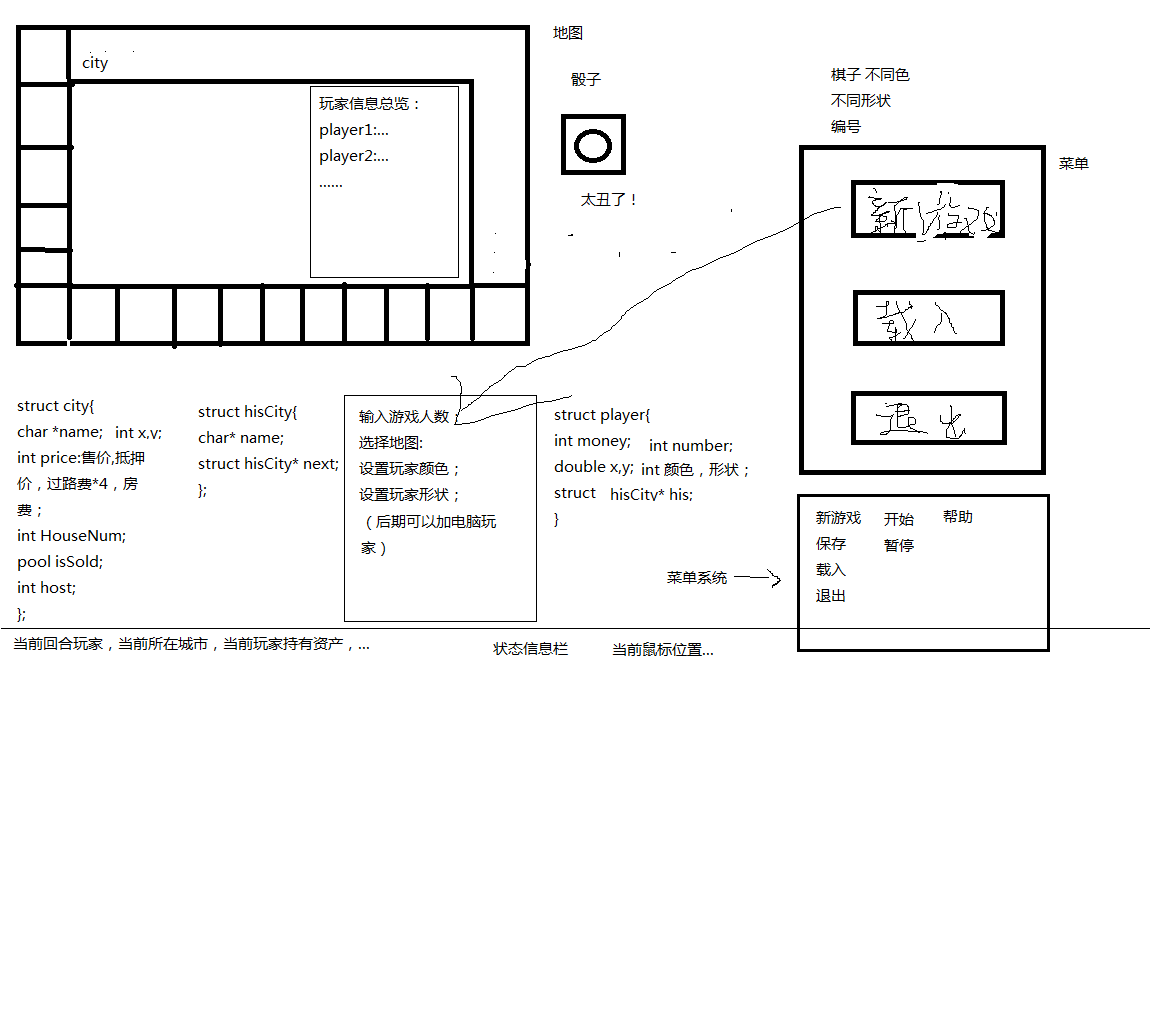 地图
city
骰子
玩家信息总览：
player1:...
player2:...
......
太丑了！
棋子 不同色
不同形状
编号
菜单
新游戏
载入
退出
struct city{
char *name; int x,y;
int price:售价,抵押
价，过路费*4，房
费；
int HouseNum;
pool isSold;
int host;
};
struct hisCity{
char* name;
struct hisCity* next;
};
输入游戏人数；
选择地图:
设置玩家颜色；
设置玩家形状；
（后期可以加电脑玩
家）
struct player{
int money; int number;
double x,y; int 颜色，形状；
struct hisCity* his;
}
菜单系统
新游戏 开始 帮助
保存 暂停
载入
退出
当前回合玩家，当前所在城市，当前玩家持有资产，...
状态信息栏
当前鼠标位置...